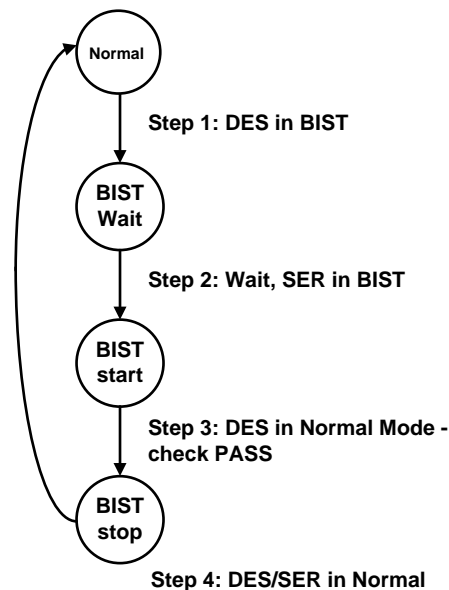 Normal
Step 1: DES in BIST
BIST
Wait
Step 2: Wait, SER in BIST
BIST
start
Step 3: DES in Normal Mode -
check PASS
BIST
stop
Step 4: DES/SER in Normal